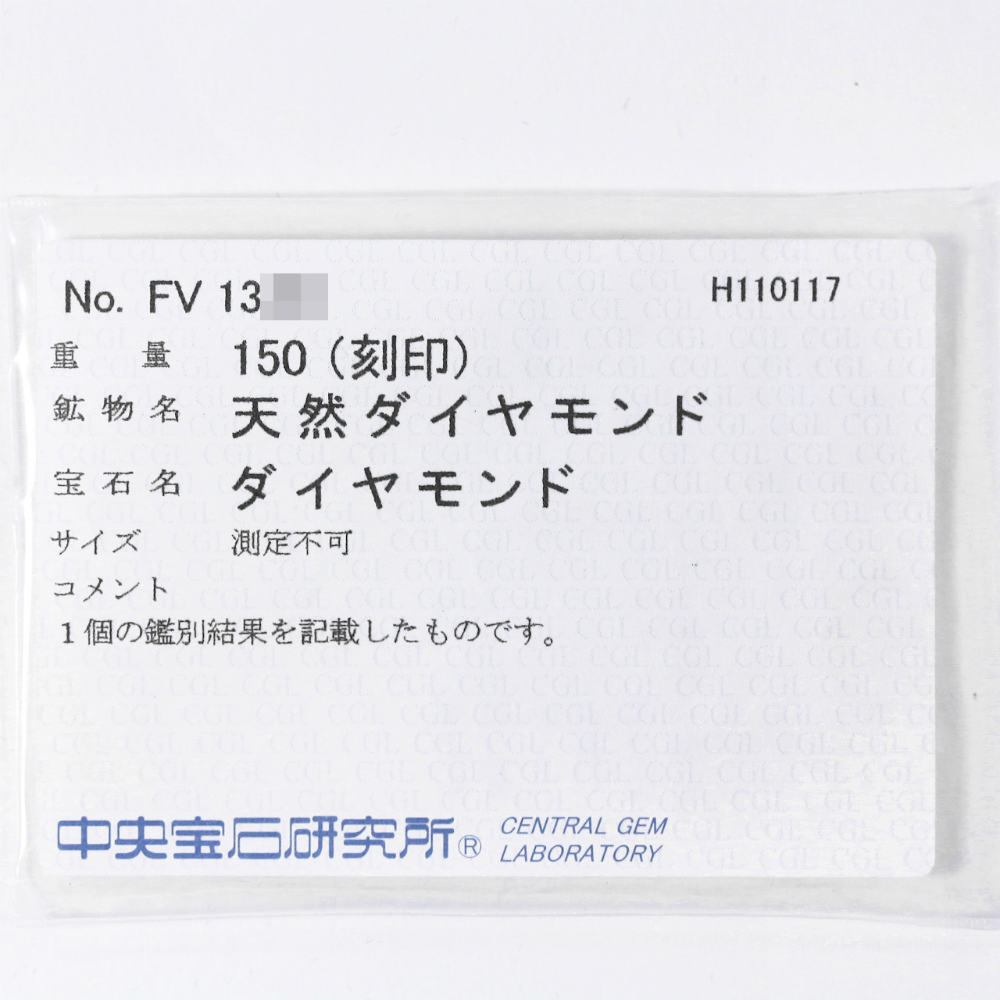 No. FV 13
H110117
重量 150 (刻印)
鉱物名 天然ダイヤモンド
宝石名 ダイヤモンド
サイズ 測定不可
コメント
1個の鑑別結果を記載したものです。
中央宝石研究所® CENTRAL GEM LABORATORY